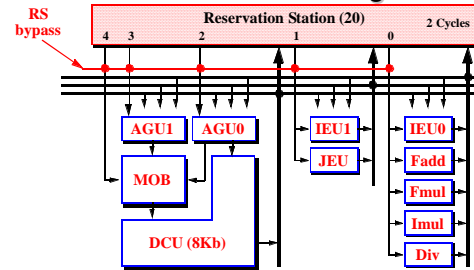 RS
bypass
Reservation Station (20)
2 Cycles
4 3 2 1 0
AGU1 AGU0 IEU1 IEU0
MOB JEU Fadd
Fmul
DCU (8Kb) Imul
Div